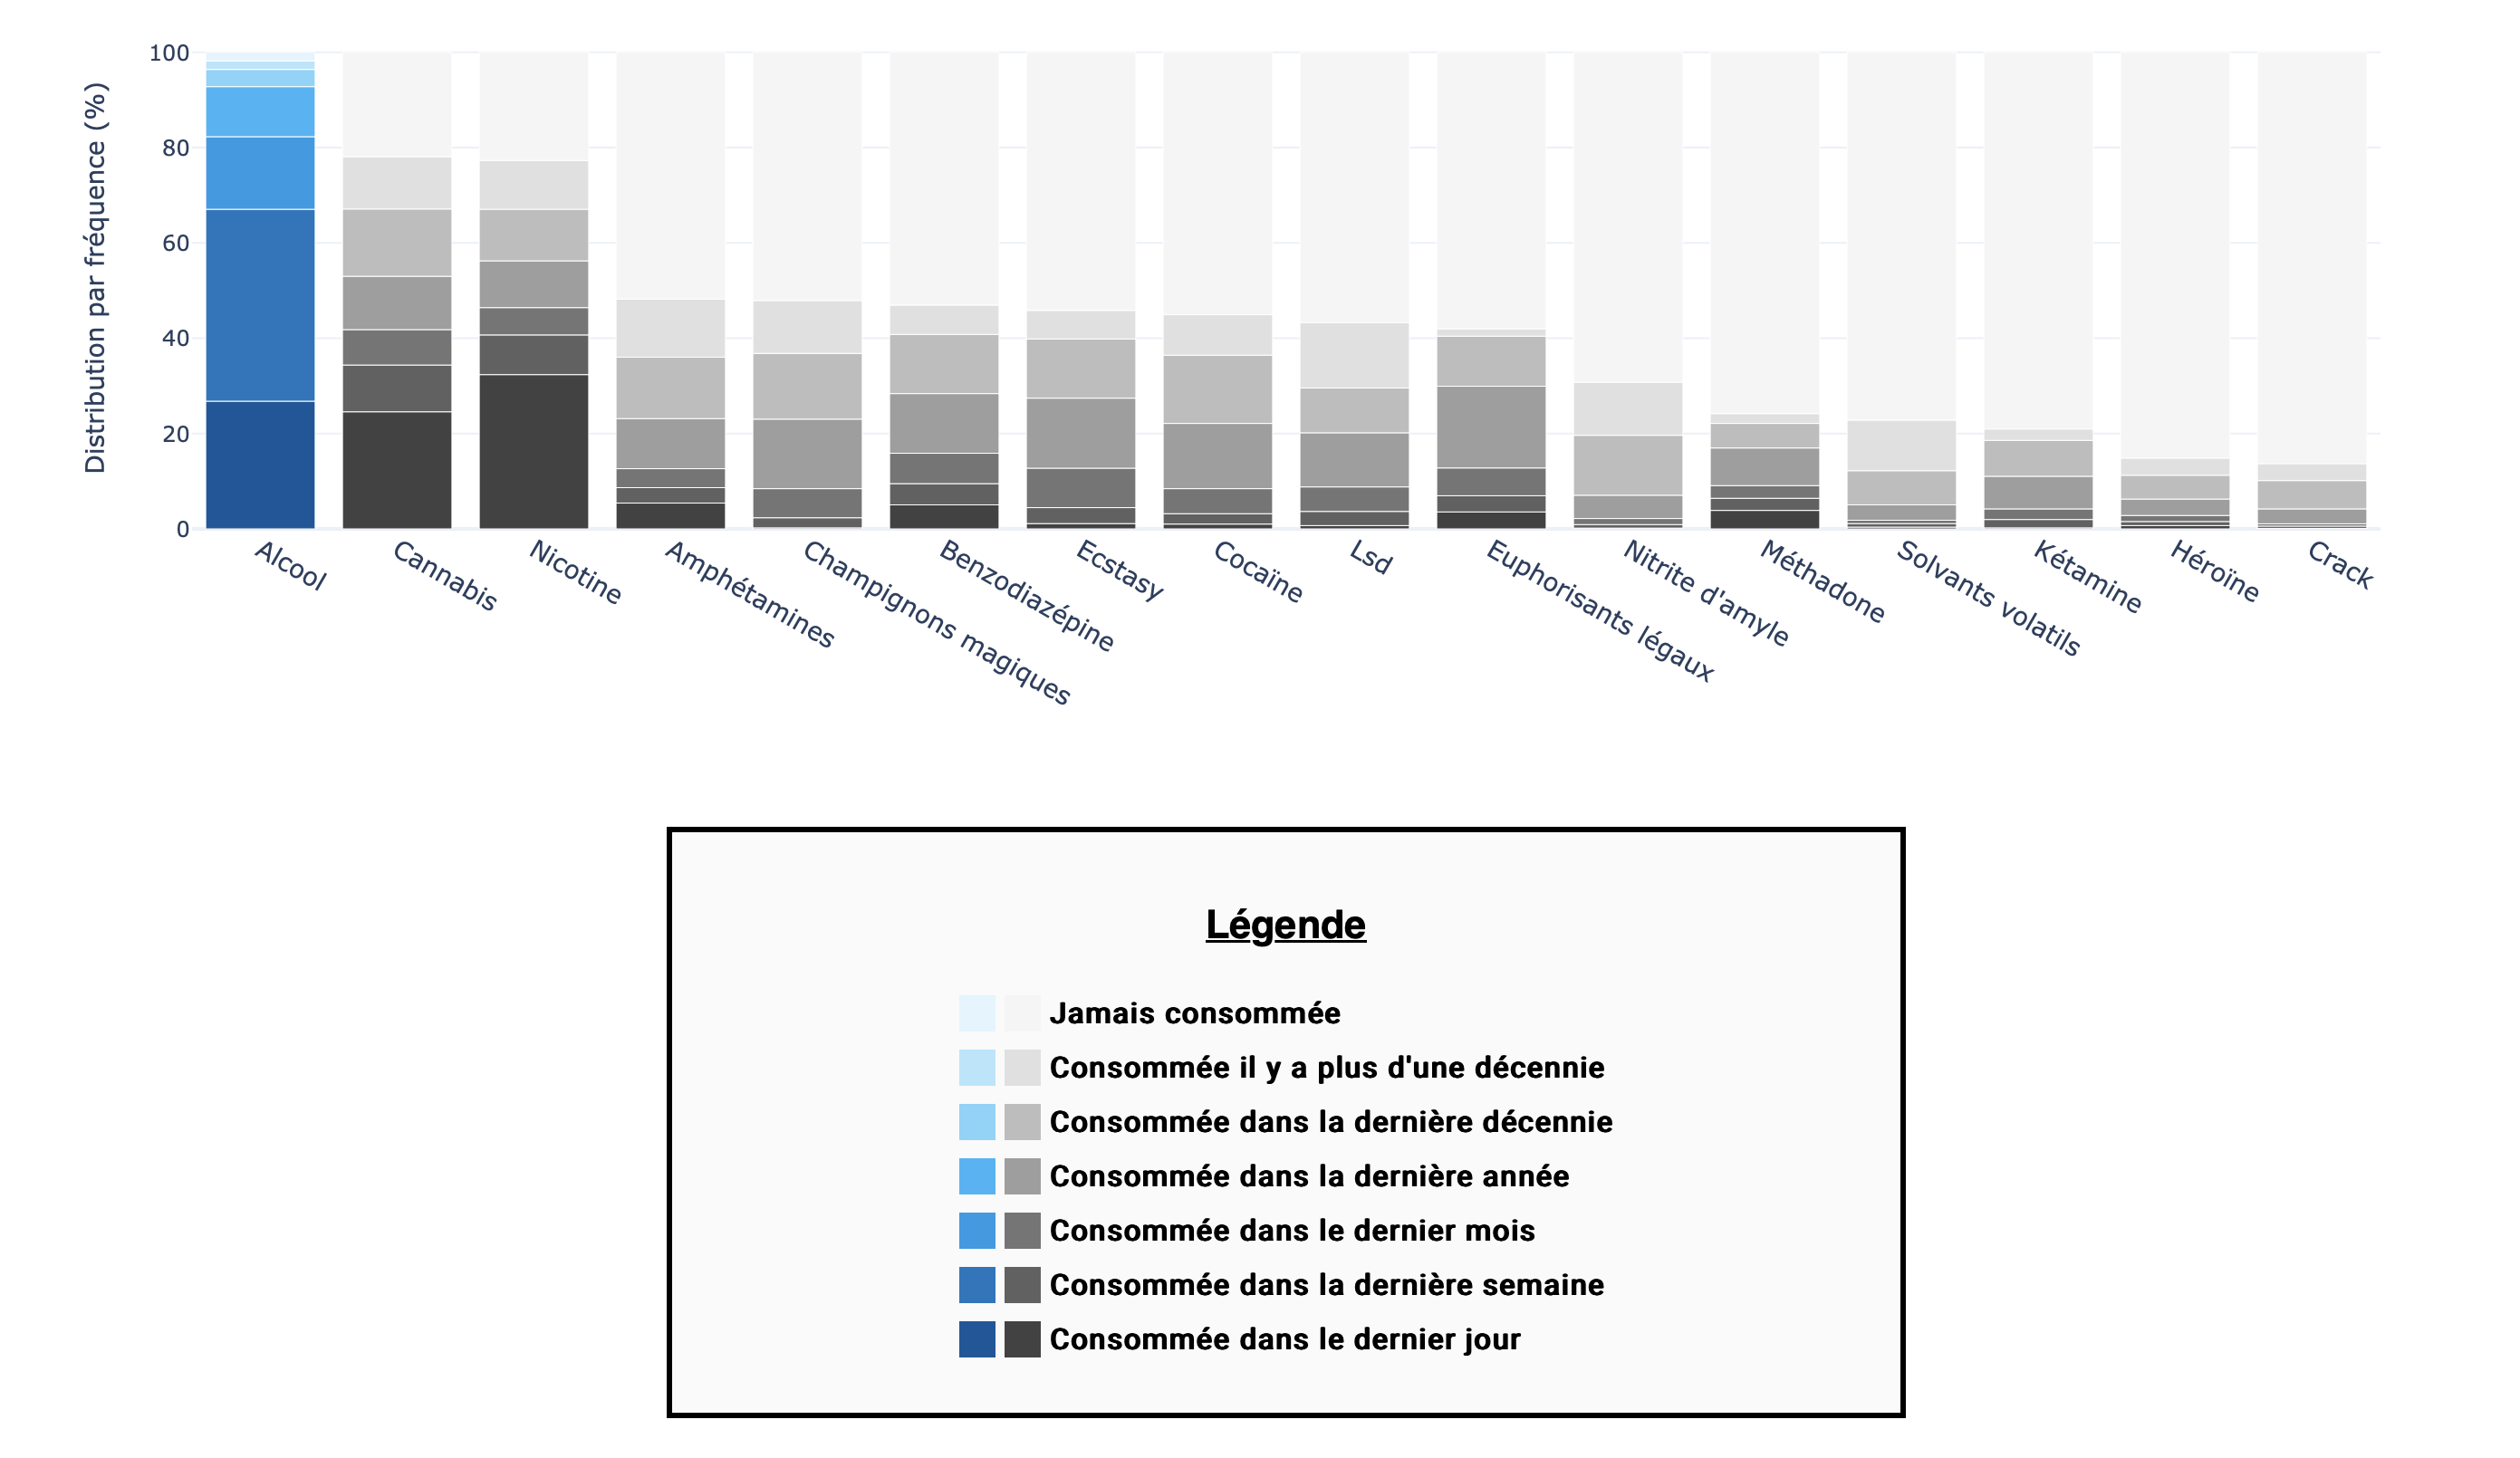 Distribution par fréquence (%)
100
80
60
40
20
0
Alcool
Cannabis
Nicotine
Amphétamines
Champignons magiques
Benzodiazépine
Ecstasy
Cocaïne
Lsd
Euphorisants légaux
Nitrite d'amyle
Méthadone
Solvants volatils
Kétamine
Héroïne
Crack
Légende
Jamais consommée
Consommée il y a plus d'une décennie
Consommée dans la dernière décennie
Consommée dans la dernière année
Consommée dans le dernier mois
Consommée dans la dernière semaine
Consommée dans le dernier jour